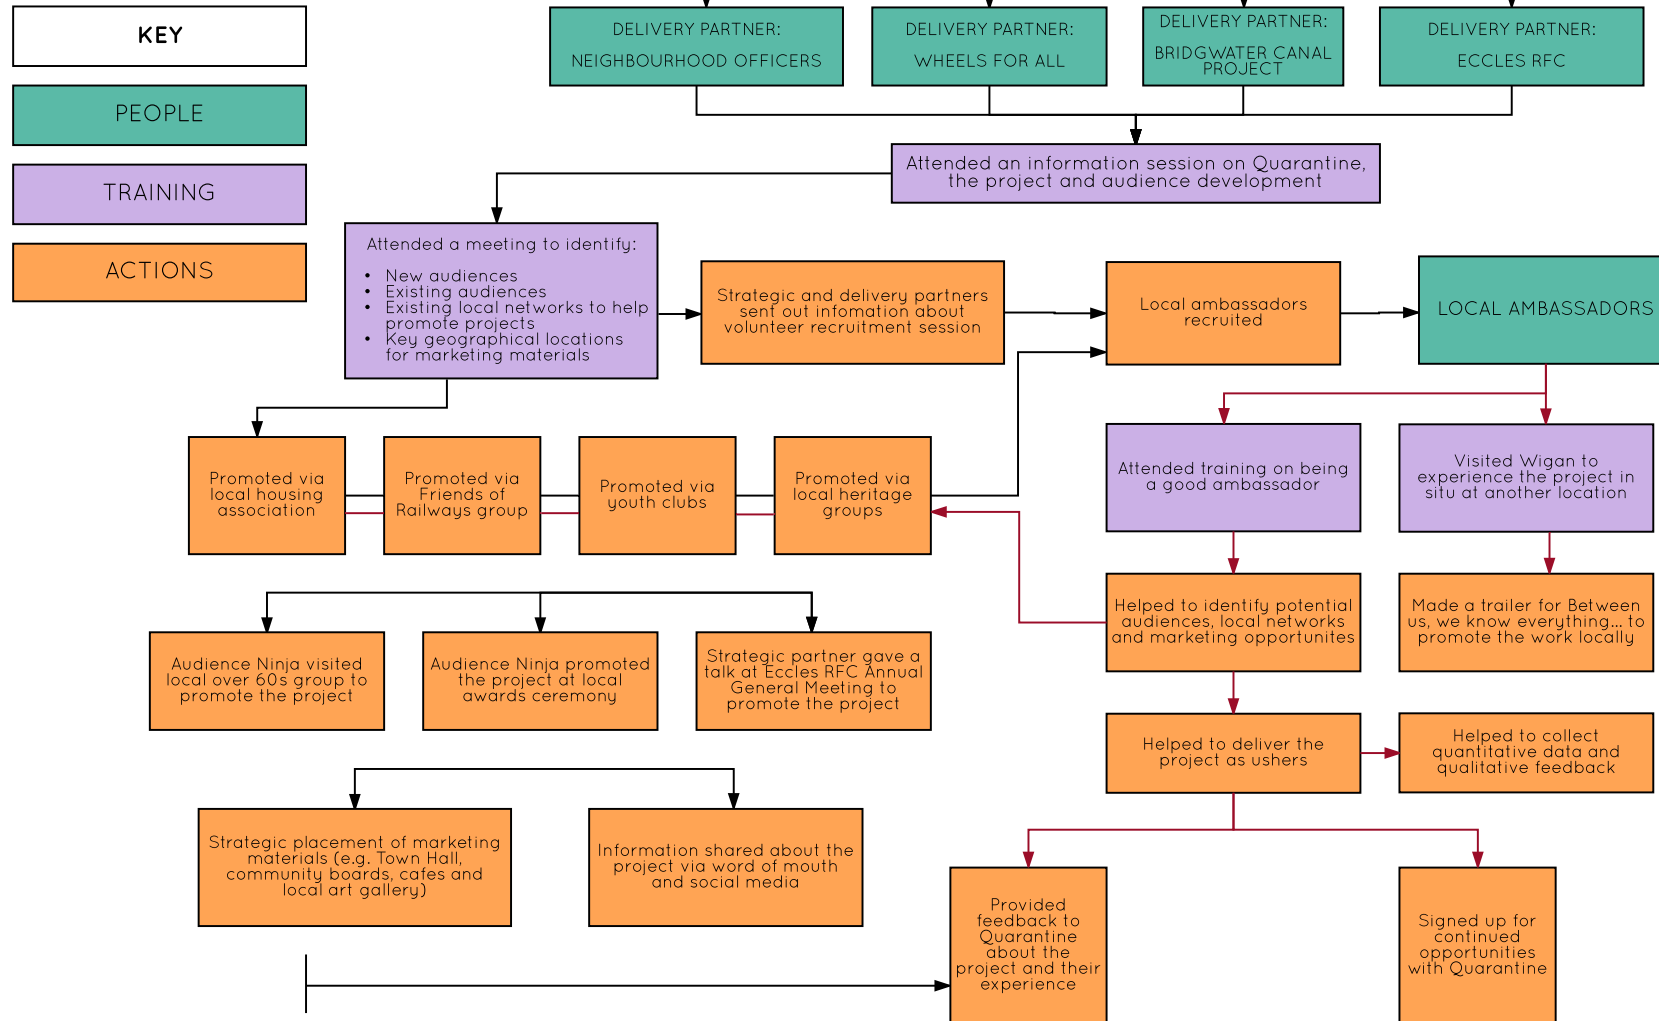 KEY
PEOPLE
TRAINING
ACTIONS
DELIVERY PARTNER:
NEIGHBOURHOOD OFFICERS
DELIVERY PARTNER:
WHEELS FOR ALL
DELIVERY PARTNER:
BRIDGWATER CANAL
PROJECT
DELIVERY PARTNER:
ECCLES RFC
Attended an information session on Quarantine,
the project and audience development
Attended a meeting to identify:
• New audiences
• Existing audiences
• Existing local networks to help
promote projects
• Key geographical locations
for marketing materials
Strategic and delivery partners
sent out infomation about
volunteer recruitment session
Local ambassadors
recruited
LOCAL AMBASSADORS
Promoted via
local housing
association
Promoted via
Friends of
Railways group
Promoted via
youth clubs
Promoted via
local heritage
groups
Attended training on being
a good ambassador
Visited Wigan to
experience the project in
situ at another location
Helped to identify potential
audiences, local networks
and marketing opportunites
Made a trailer for Between
us, we know everything... to
promote the work locally
Audience Ninja visited
local over 60s group to
promote the project
Audience Ninja promoted
the project at local
awards ceremony
Strategic partner gave a
talk at Eccles RFC Annual
General Meeting to
promote the project
Helped to deliver the
project as ushers
Helped to collect
quantitative data and
qualitative feedback
Strategic placement of marketing
materials (e.g. Town Hall,
community boards, cafes and
local art gallery)
Information shared about the
project via word of mouth
and social media
Provided
feedback to
Quarantine
about the
project and their
experience
Signed up for
continued
opportunities
with Quarantine